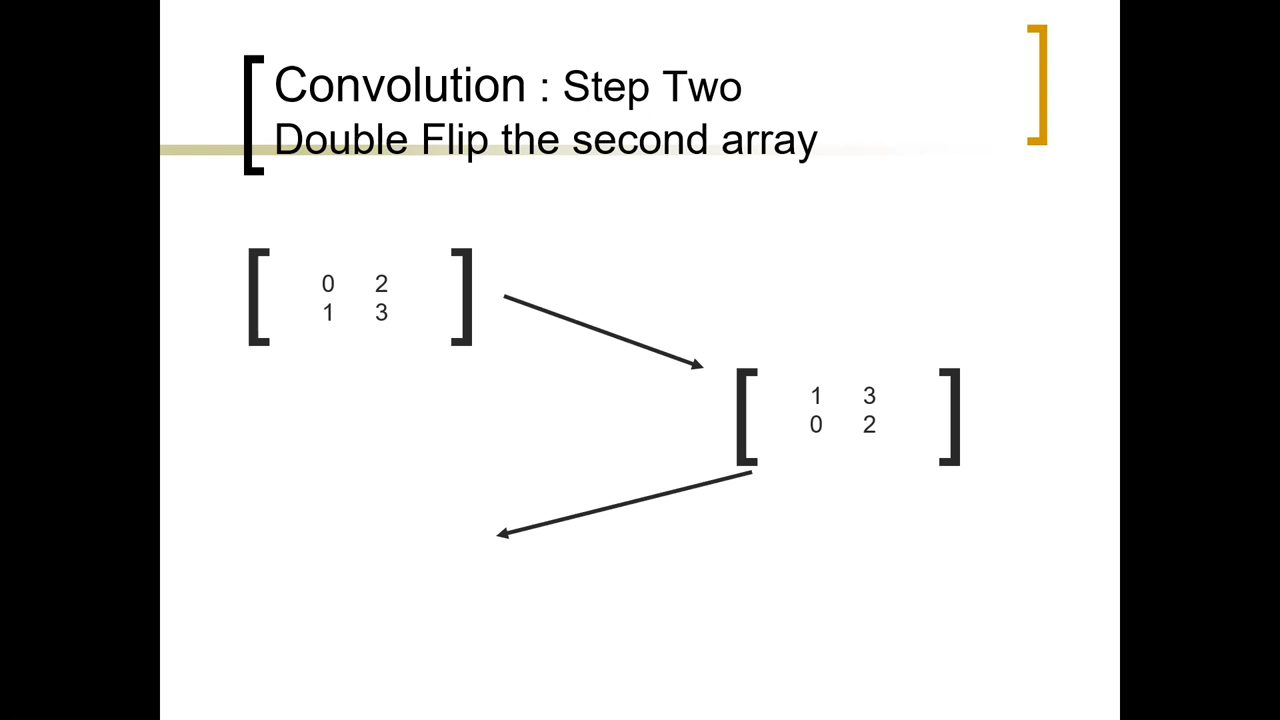 Convolution : Step Two
Double Flip the second array
0 2
1 3
1 3
0 2